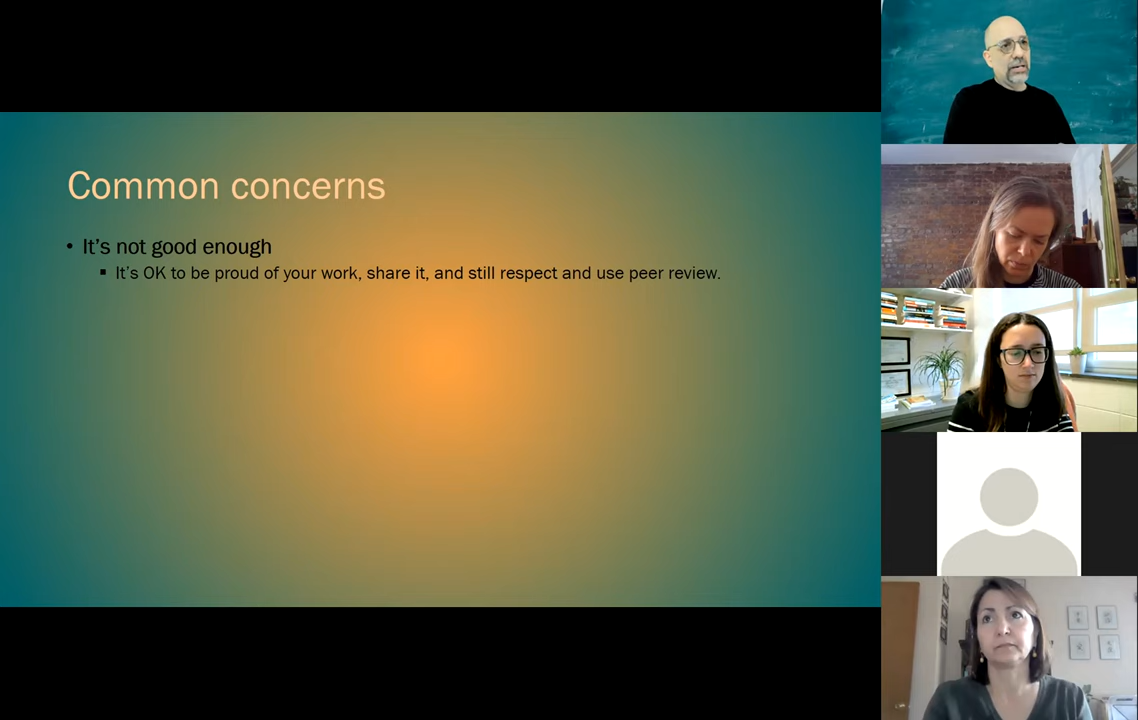 Common concerns
• It’s not good enough
▪ It’s OK to be proud of your work, share it, and still respect and use peer review.